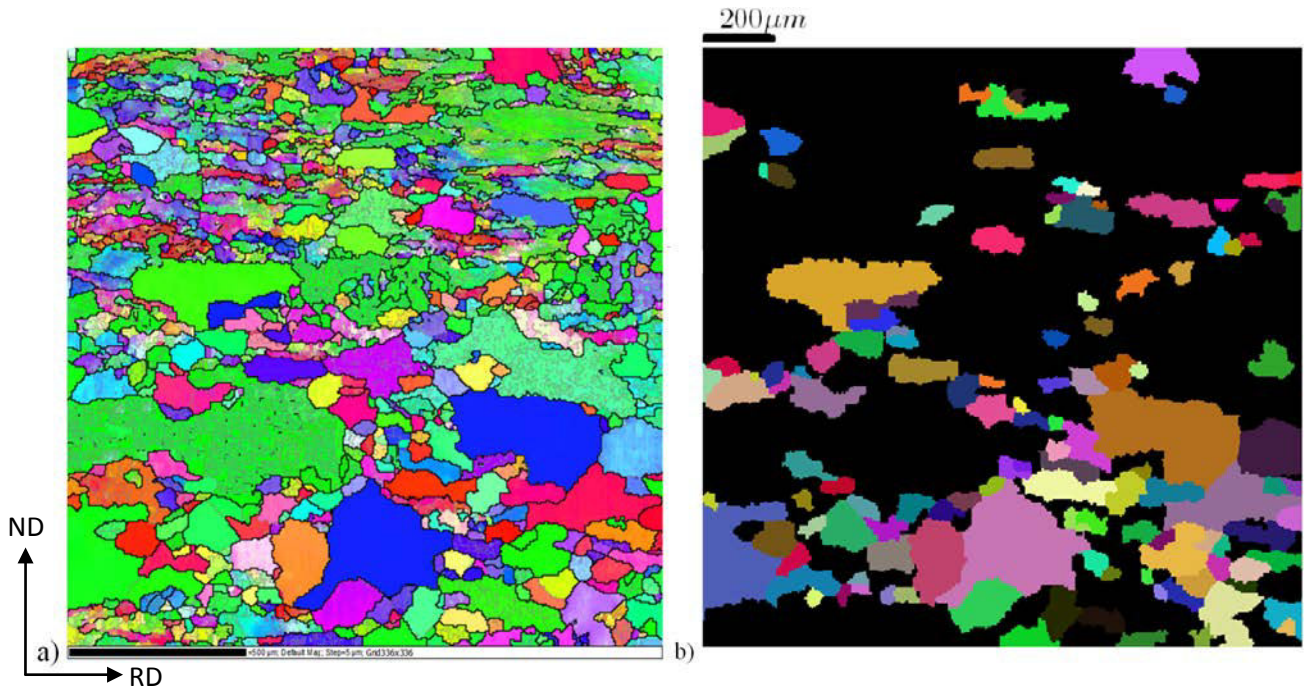 200μm
ND
a)
=500 μm; Default Map; Step=5 μm; Grid336x336
b)
RD